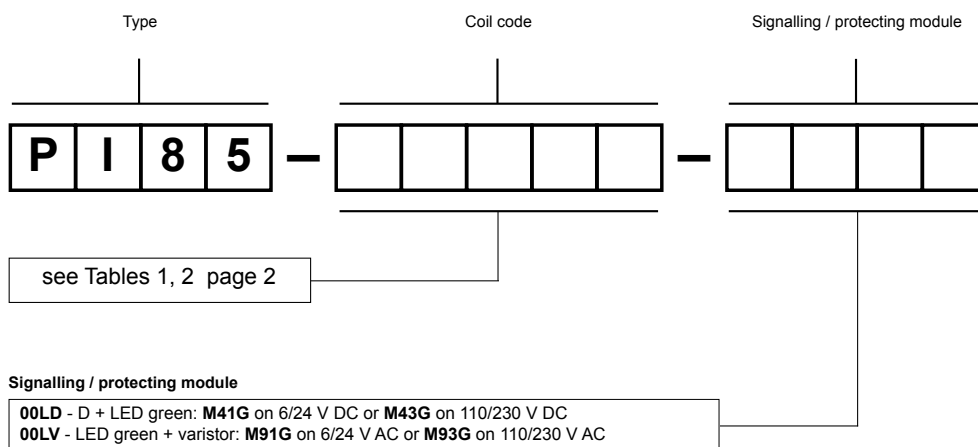 Type Coil code Signalling / protecting module
PI85 – –
see Tables 1, 2 page 2
Signalling / protecting module
00LD - D + LED green: M41G on 6/24 V DC or M43G on 110/230 V DC
00LV - LED green + varistor: M91G on 6/24 V AC or M93G on 110/230 V AC